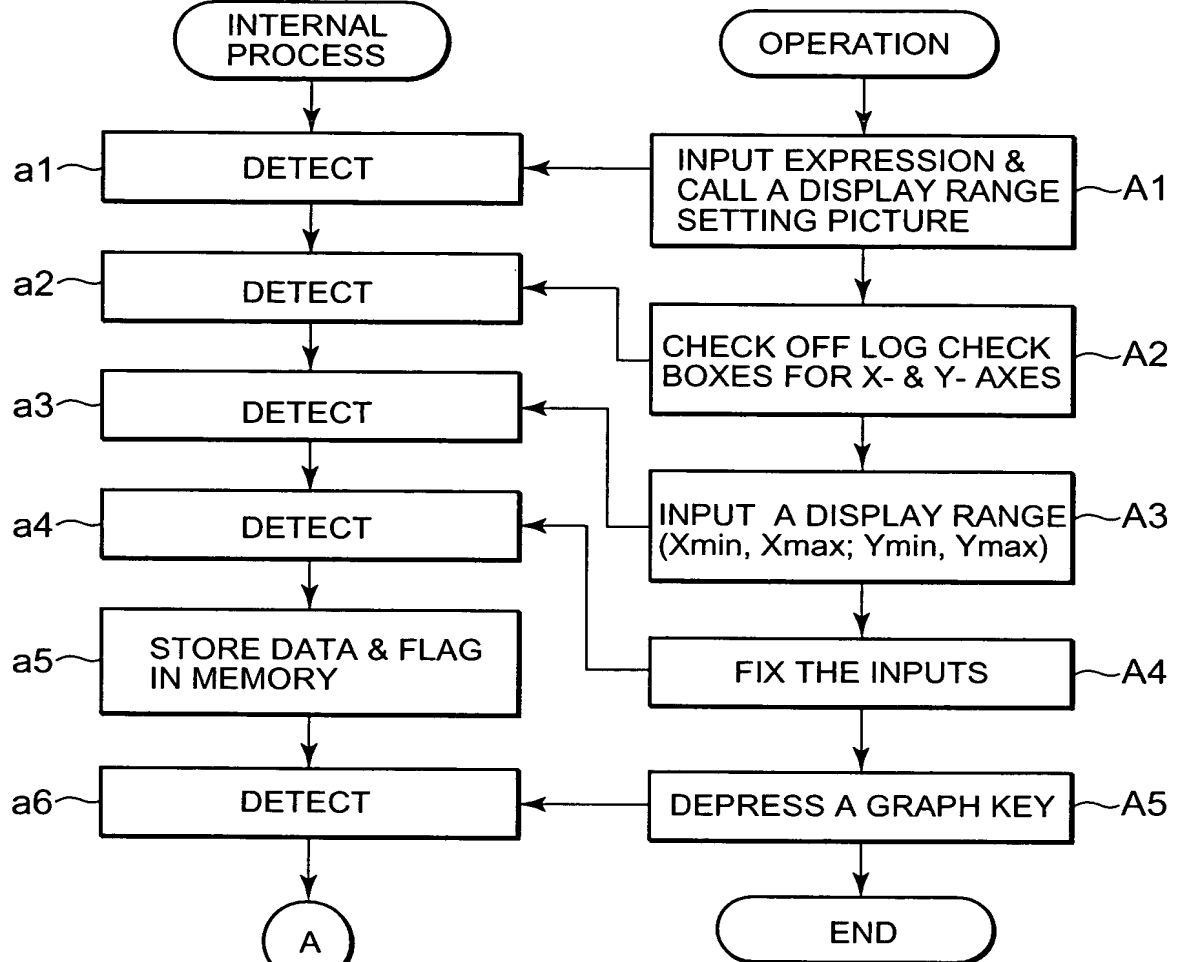 INTERNAL
PROCESS
OPERATION
a1
DETECT
INPUT EXPRESSION &
CALL A DISPLAY RANGE
SETTING PICTURE
A1
a2
DETECT
CHECK OFF LOG CHECK
BOXES FOR X- & Y- AXES
A2
a3
DETECT
INPUT A DISPLAY RANGE
(Xmin, Xmax; Ymin, Ymax)
A3
a4
DETECT
a5
STORE DATA & FLAG
IN MEMORY
FIX THE INPUTS
A4
a6
DETECT
DEPRESS A GRAPH KEY
A5
A
END